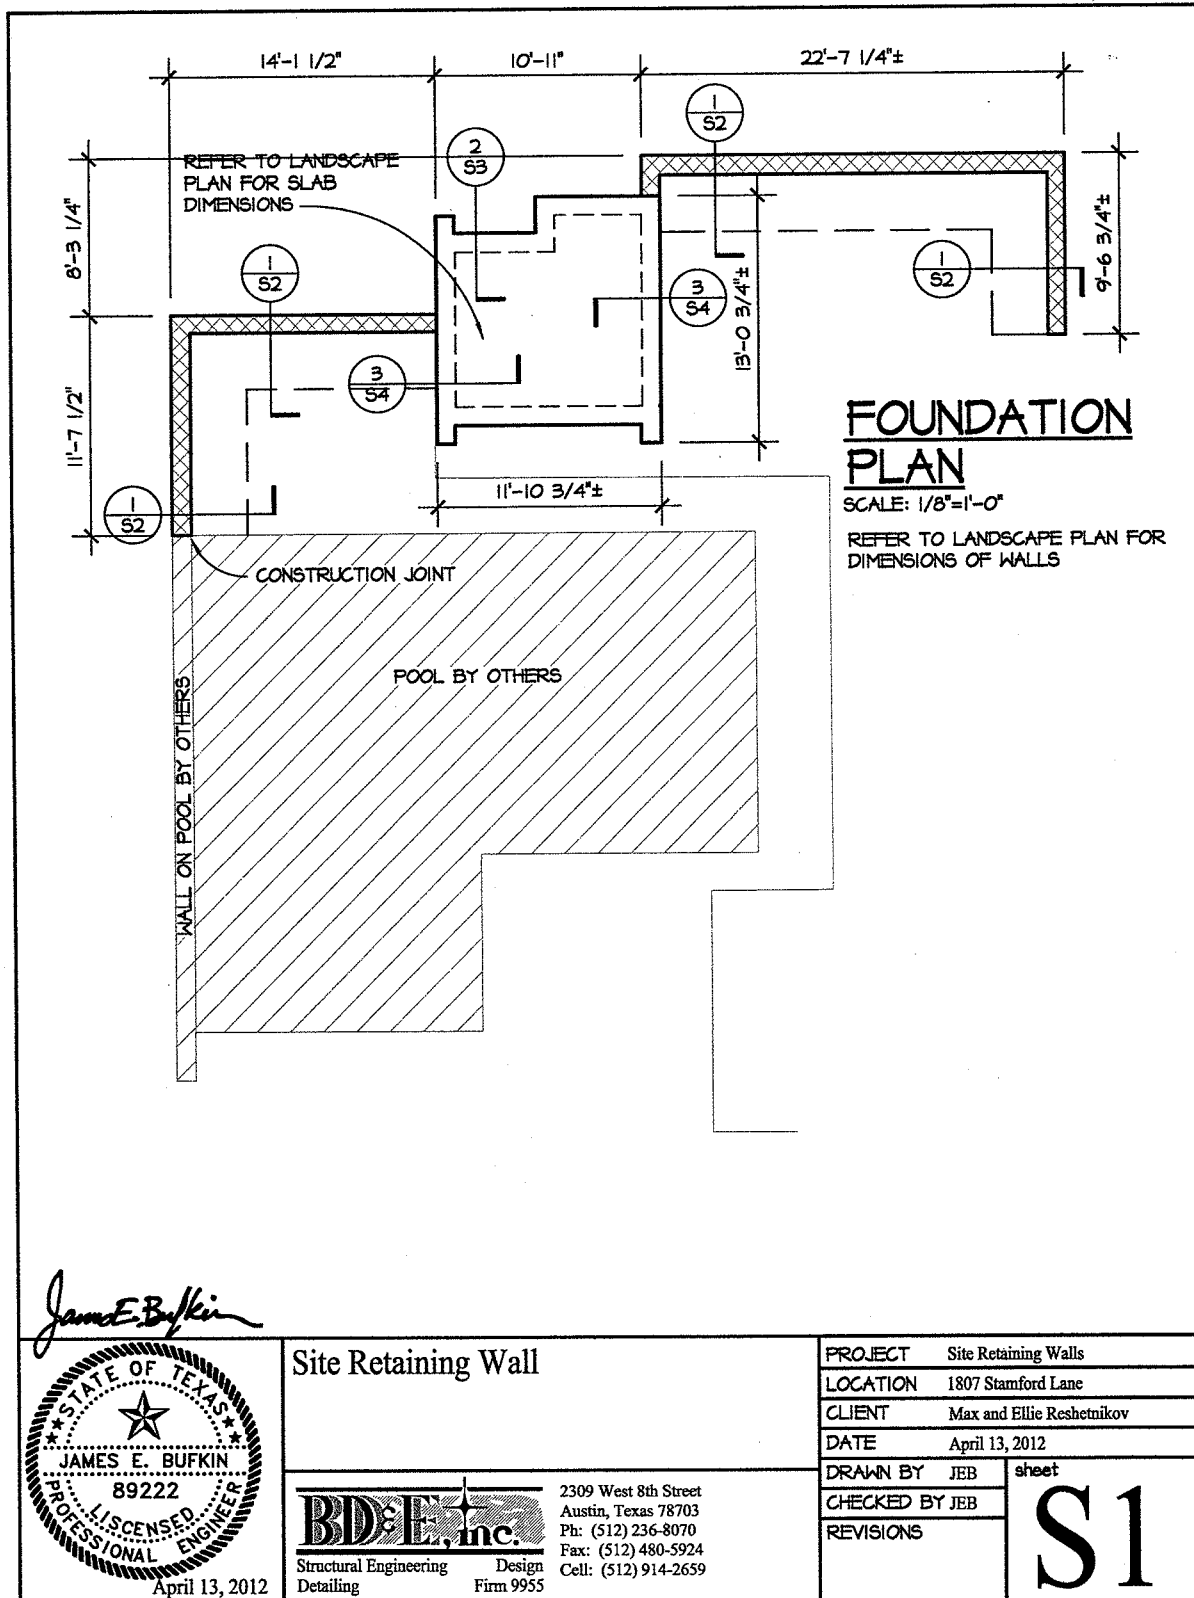 14'-1 1/2"
10'-11"
22'-7 1/4"±
1
S2
2
S3
REFER TO LANDSCAPE
PLAN FOR SLAB
DIMENSIONS
8'-3 1/4"
1
S2
1
S2
9'-6 3/4"±
3
S4
13'-0 3/4"±
3
S4
11'-7 1/2"
FOUNDATION
PLAN
SCALE: 1/8"=1'-0"
REFER TO LANDSCAPE PLAN FOR
DIMENSIONS OF WALLS
11'-10 3/4"±
1
S2
CONSTRUCTION JOINT
POOL BY OTHERS
WALL ON POOL BY OTHERS
James E. Bufkin
STATE OF TEXAS
JAMES E. BUFKIN
89222
LISCENSED
PROFESSIONAL ENGINEER
April 13, 2012
Site Retaining Wall
BD&E, inc.
Structural Engineering Design
Detailing Firm 9955
2309 West 8th Street
Austin, Texas 78703
Ph: (512) 236-8070
Fax: (512) 480-5924
Cell: (512) 914-2659
PROJECT Site Retaining Walls
LOCATION 1807 Stamford Lane
CLIENT Max and Ellie Reshetnikov
DATE April 13, 2012
DRAWN BY JEB
CHECKED BY JEB
REVISIONS
sheet
S1